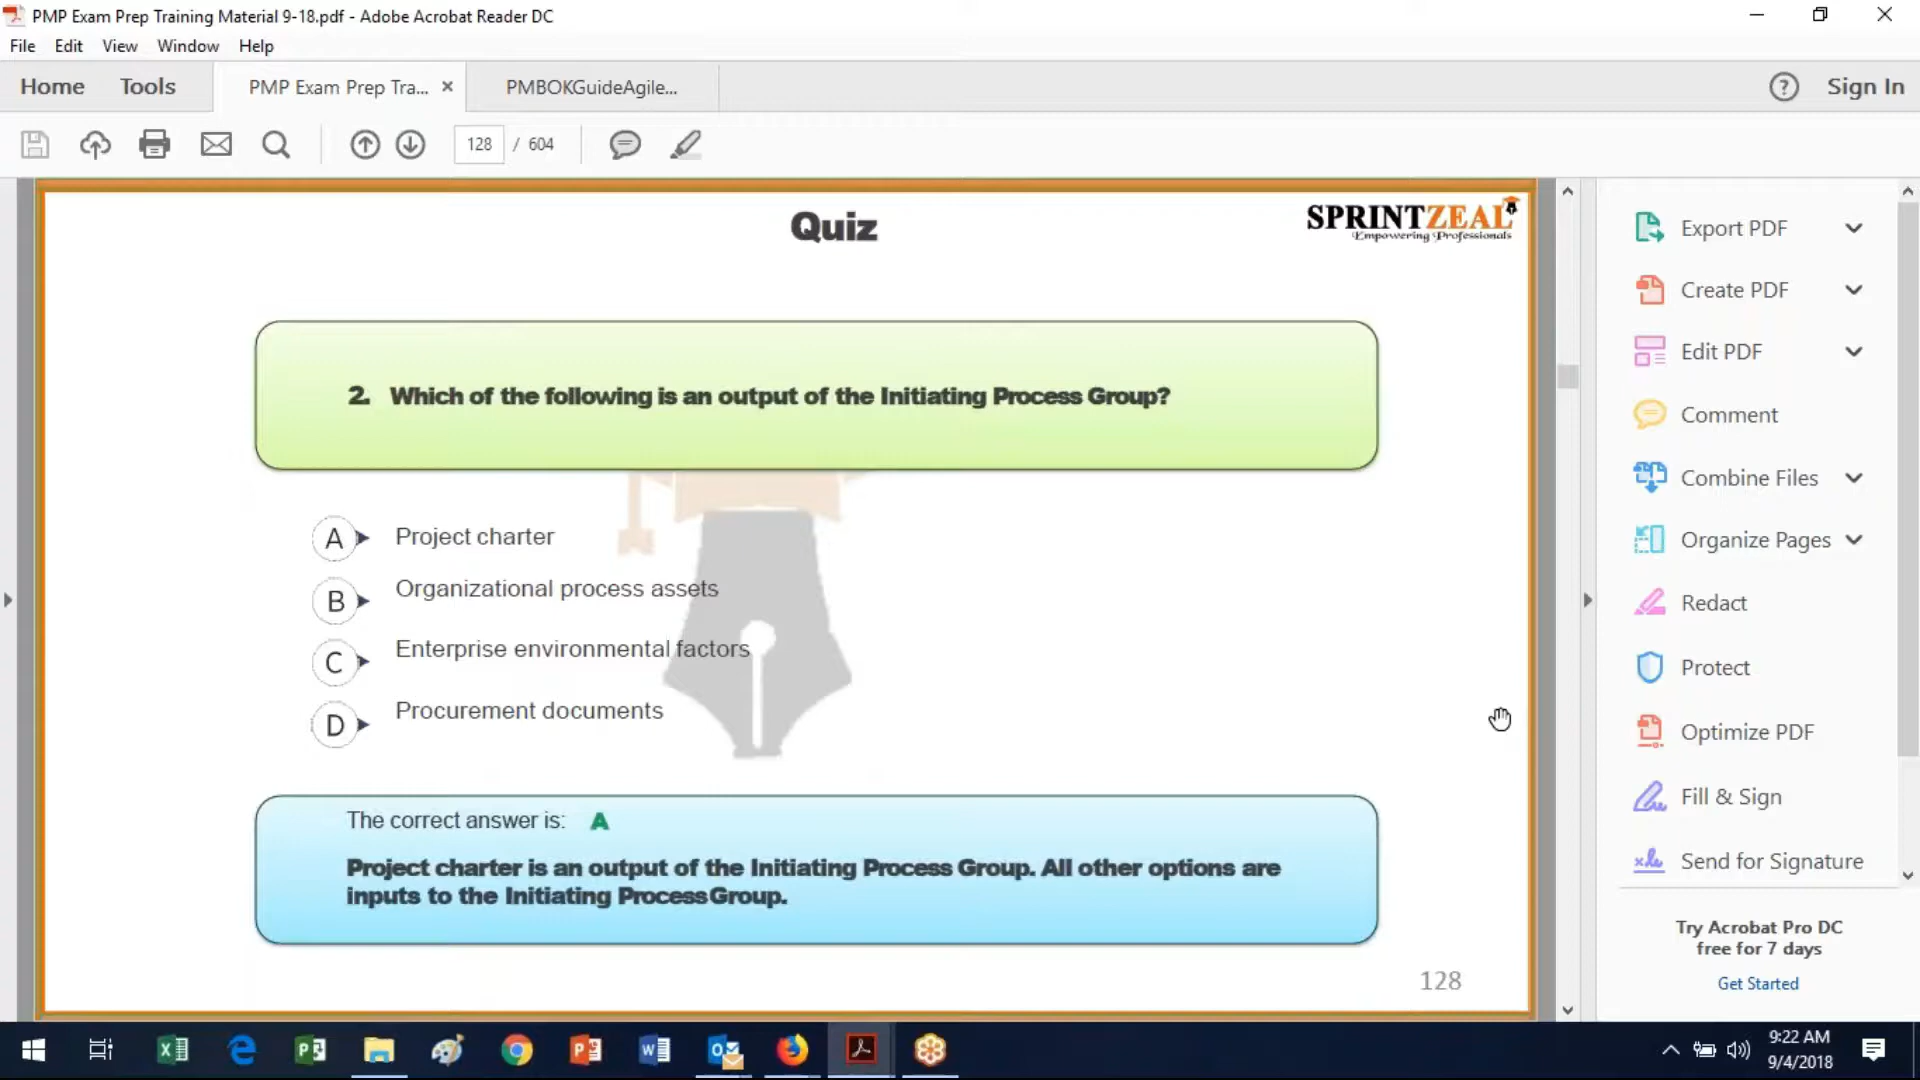 PMP Exam Prep Training Material 9-18.pdf - Adobe Acrobat Reader DC
File Edit View Window Help
Home Tools PMP Exam Prep Tra... × PMBOKGuideAgile... ? Sign In
128 / 604
Quiz
SPRINTZEAL
Empowering Professionals
2. Which of the following is an output of the Initiating Process Group?
A Project charter
B Organizational process assets
C Enterprise environmental factors
D Procurement documents
The correct answer is: A
Project charter is an output of the Initiating Process Group. All other options are
inputs to the Initiating ProcessGroup.
128
Export PDF
Create PDF
Edit PDF
Comment
Combine Files
Organize Pages
Redact
Protect
Optimize PDF
Fill & Sign
Send for Signature
Try Acrobat Pro DC
free for 7 days
Get Started
9:22 AM
9/4/2018